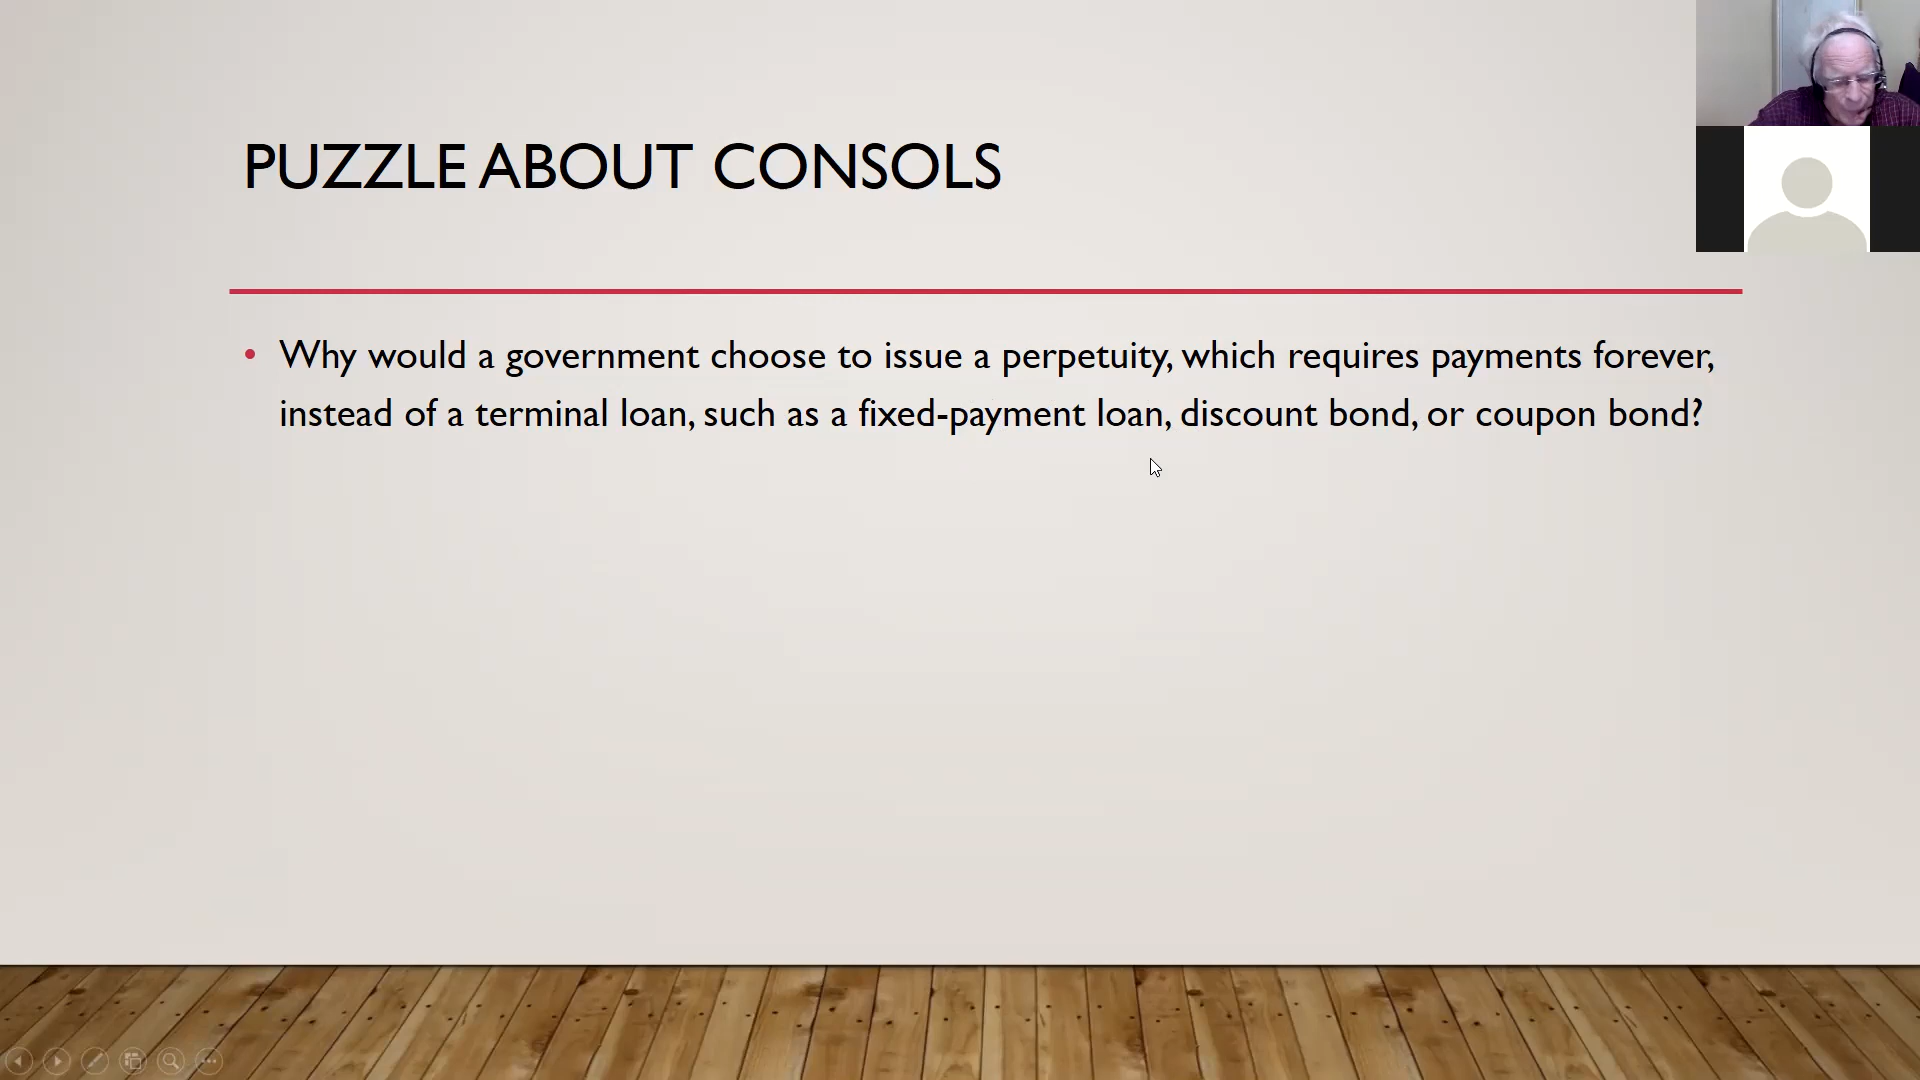 PUZZLE ABOUT CONSOLS
• Why would a government choose to issue a perpetuity, which requires payments forever,
instead of a terminal loan, such as a fixed-payment loan, discount bond, or coupon bond?